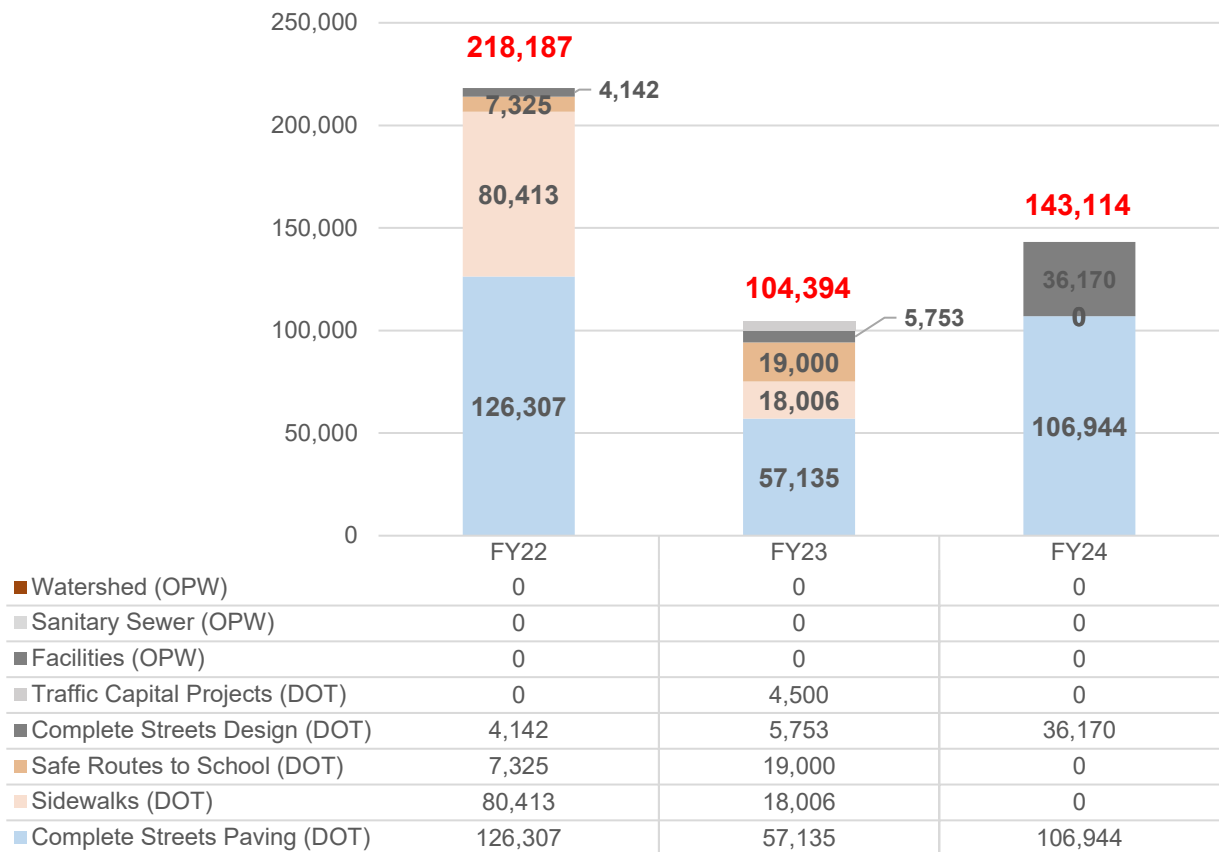 250,000
218,187
4,142
7,325
200,000
80,413
150,000
143,114
36,170
104,394
5,753
100,000
0
19,000
126,307
18,006
106,944
50,000
57,135
0
FY22 FY23 FY24
Watershed (OPW) 0 0 0
Sanitary Sewer (OPW) 0 0 0
Facilities (OPW) 0 0 0
Traffic Capital Projects (DOT) 0 4,500 0
Complete Streets Design (DOT) 4,142 5,753 36,170
Safe Routes to School (DOT) 7,325 19,000 0
Sidewalks (DOT) 80,413 18,006 0
Complete Streets Paving (DOT) 126,307 57,135 106,944